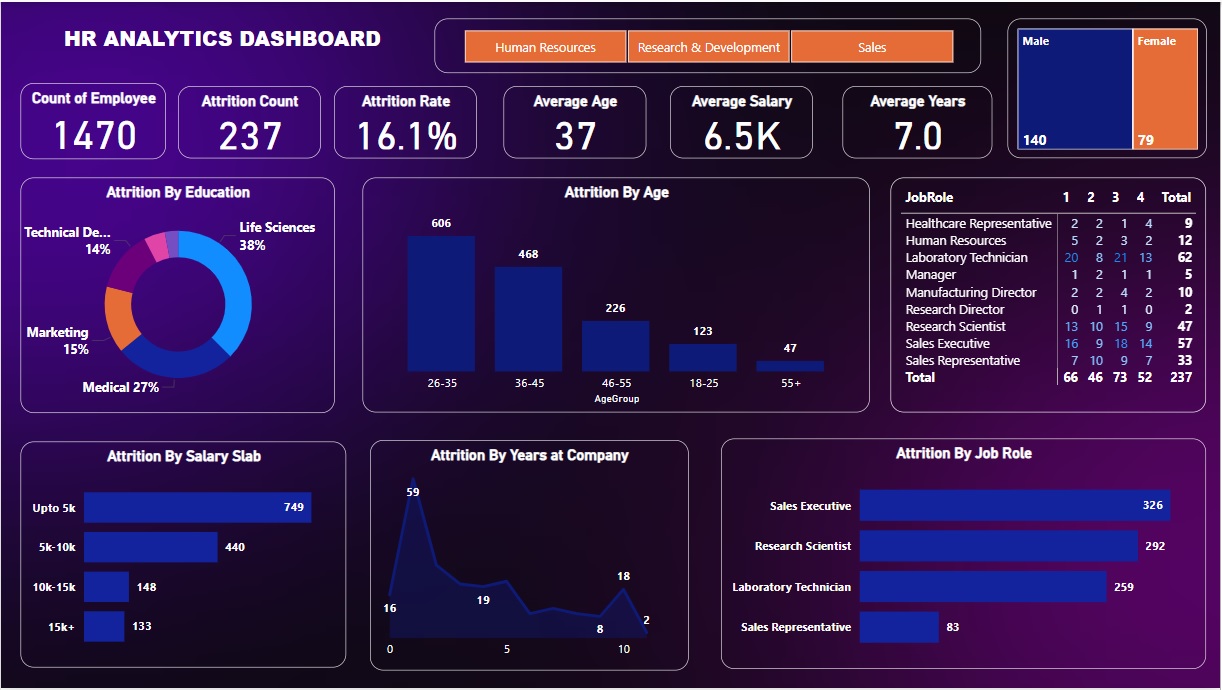 HR ANALYTICS DASHBOARD
Human Resources
Research & Development
Sales
Male
Female
140
79
Count of Employee
1470
Attrition Count
237
Attrition Rate
16.1%
Average Age
37
Average Salary
6.5K
Average Years
7.0
Attrition By Education
Technical De...
14%
Life Sciences
38%
Marketing
15%
Medical 27%
Attrition By Age
606
468
226
123
47
26-35
36-45
46-55
18-25
55+
AgeGroup
JobRole 1 2 3 4 Total
Healthcare Representative 2 2 1 4 9
Human Resources 5 2 3 2 12
Laboratory Technician 20 8 21 13 62
Manager 1 2 1 1 5
Manufacturing Director 2 2 4 2 10
Research Director 0 1 1 0 2
Research Scientist 13 10 15 9 47
Sales Executive 16 9 18 14 57
Sales Representative 7 10 9 7 33
Total 66 46 73 52 237
Attrition By Salary Slab
Upto 5k 749
5k-10k 440
10k-15k 148
15k+ 133
Attrition By Years at Company
59
16
19
18
8
2
0 5 10
Attrition By Job Role
Sales Executive 326
Research Scientist 292
Laboratory Technician 259
Sales Representative 83